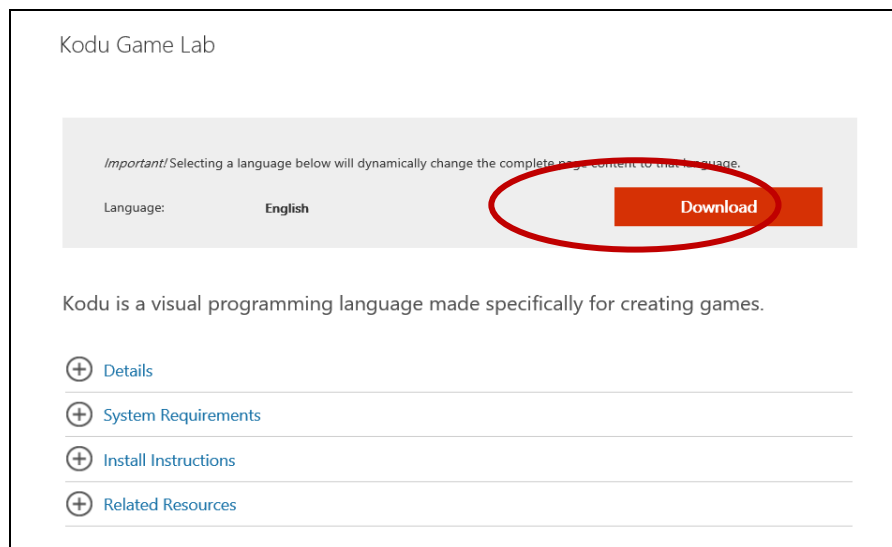 Kodu Game Lab
Important! Selecting a language below will dynamically change the complete page content to that language.
Language: English Download
Kodu is a visual programming language made specifically for creating games.
Details
System Requirements
Install Instructions
Related Resources